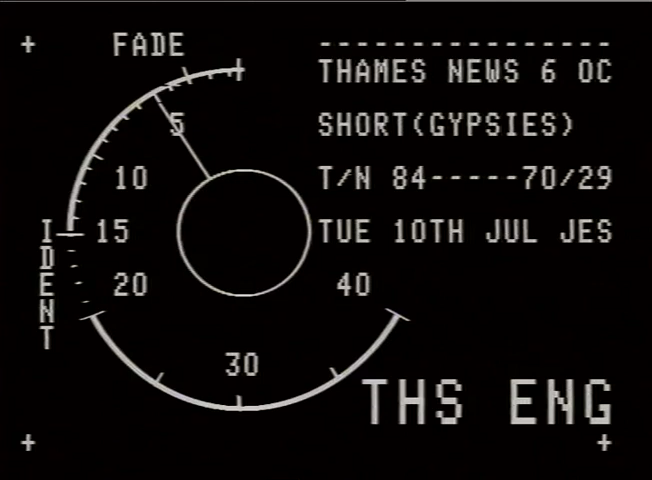 FADE
----------------
THAMES NEWS 6 OC
5
SHORT(GYPSIES)
10
T/N 84-----70/29
IDENT
15
TUE 10TH JUL JES
20
40
30
THS ENG